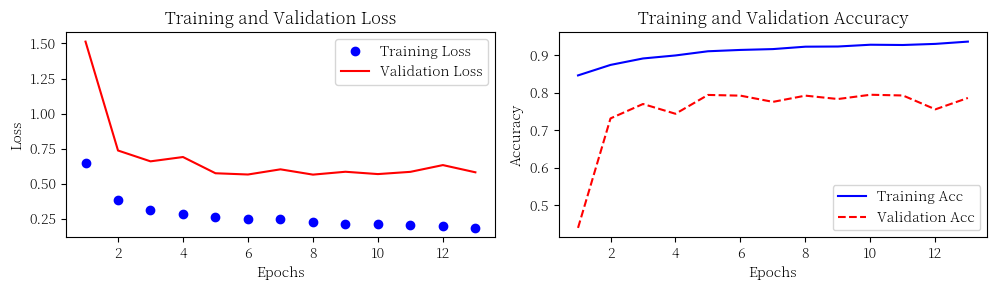 Training and Validation Loss
1.50
1.25
1.00
0.75
0.50
0.25
Loss
Training Loss
Validation Loss
2 4 6 8 10 12
Epochs
Training and Validation Accuracy
0.9
0.8
0.7
0.6
0.5
Accuracy
Training Acc
Validation Acc
2 4 6 8 10 12
Epochs